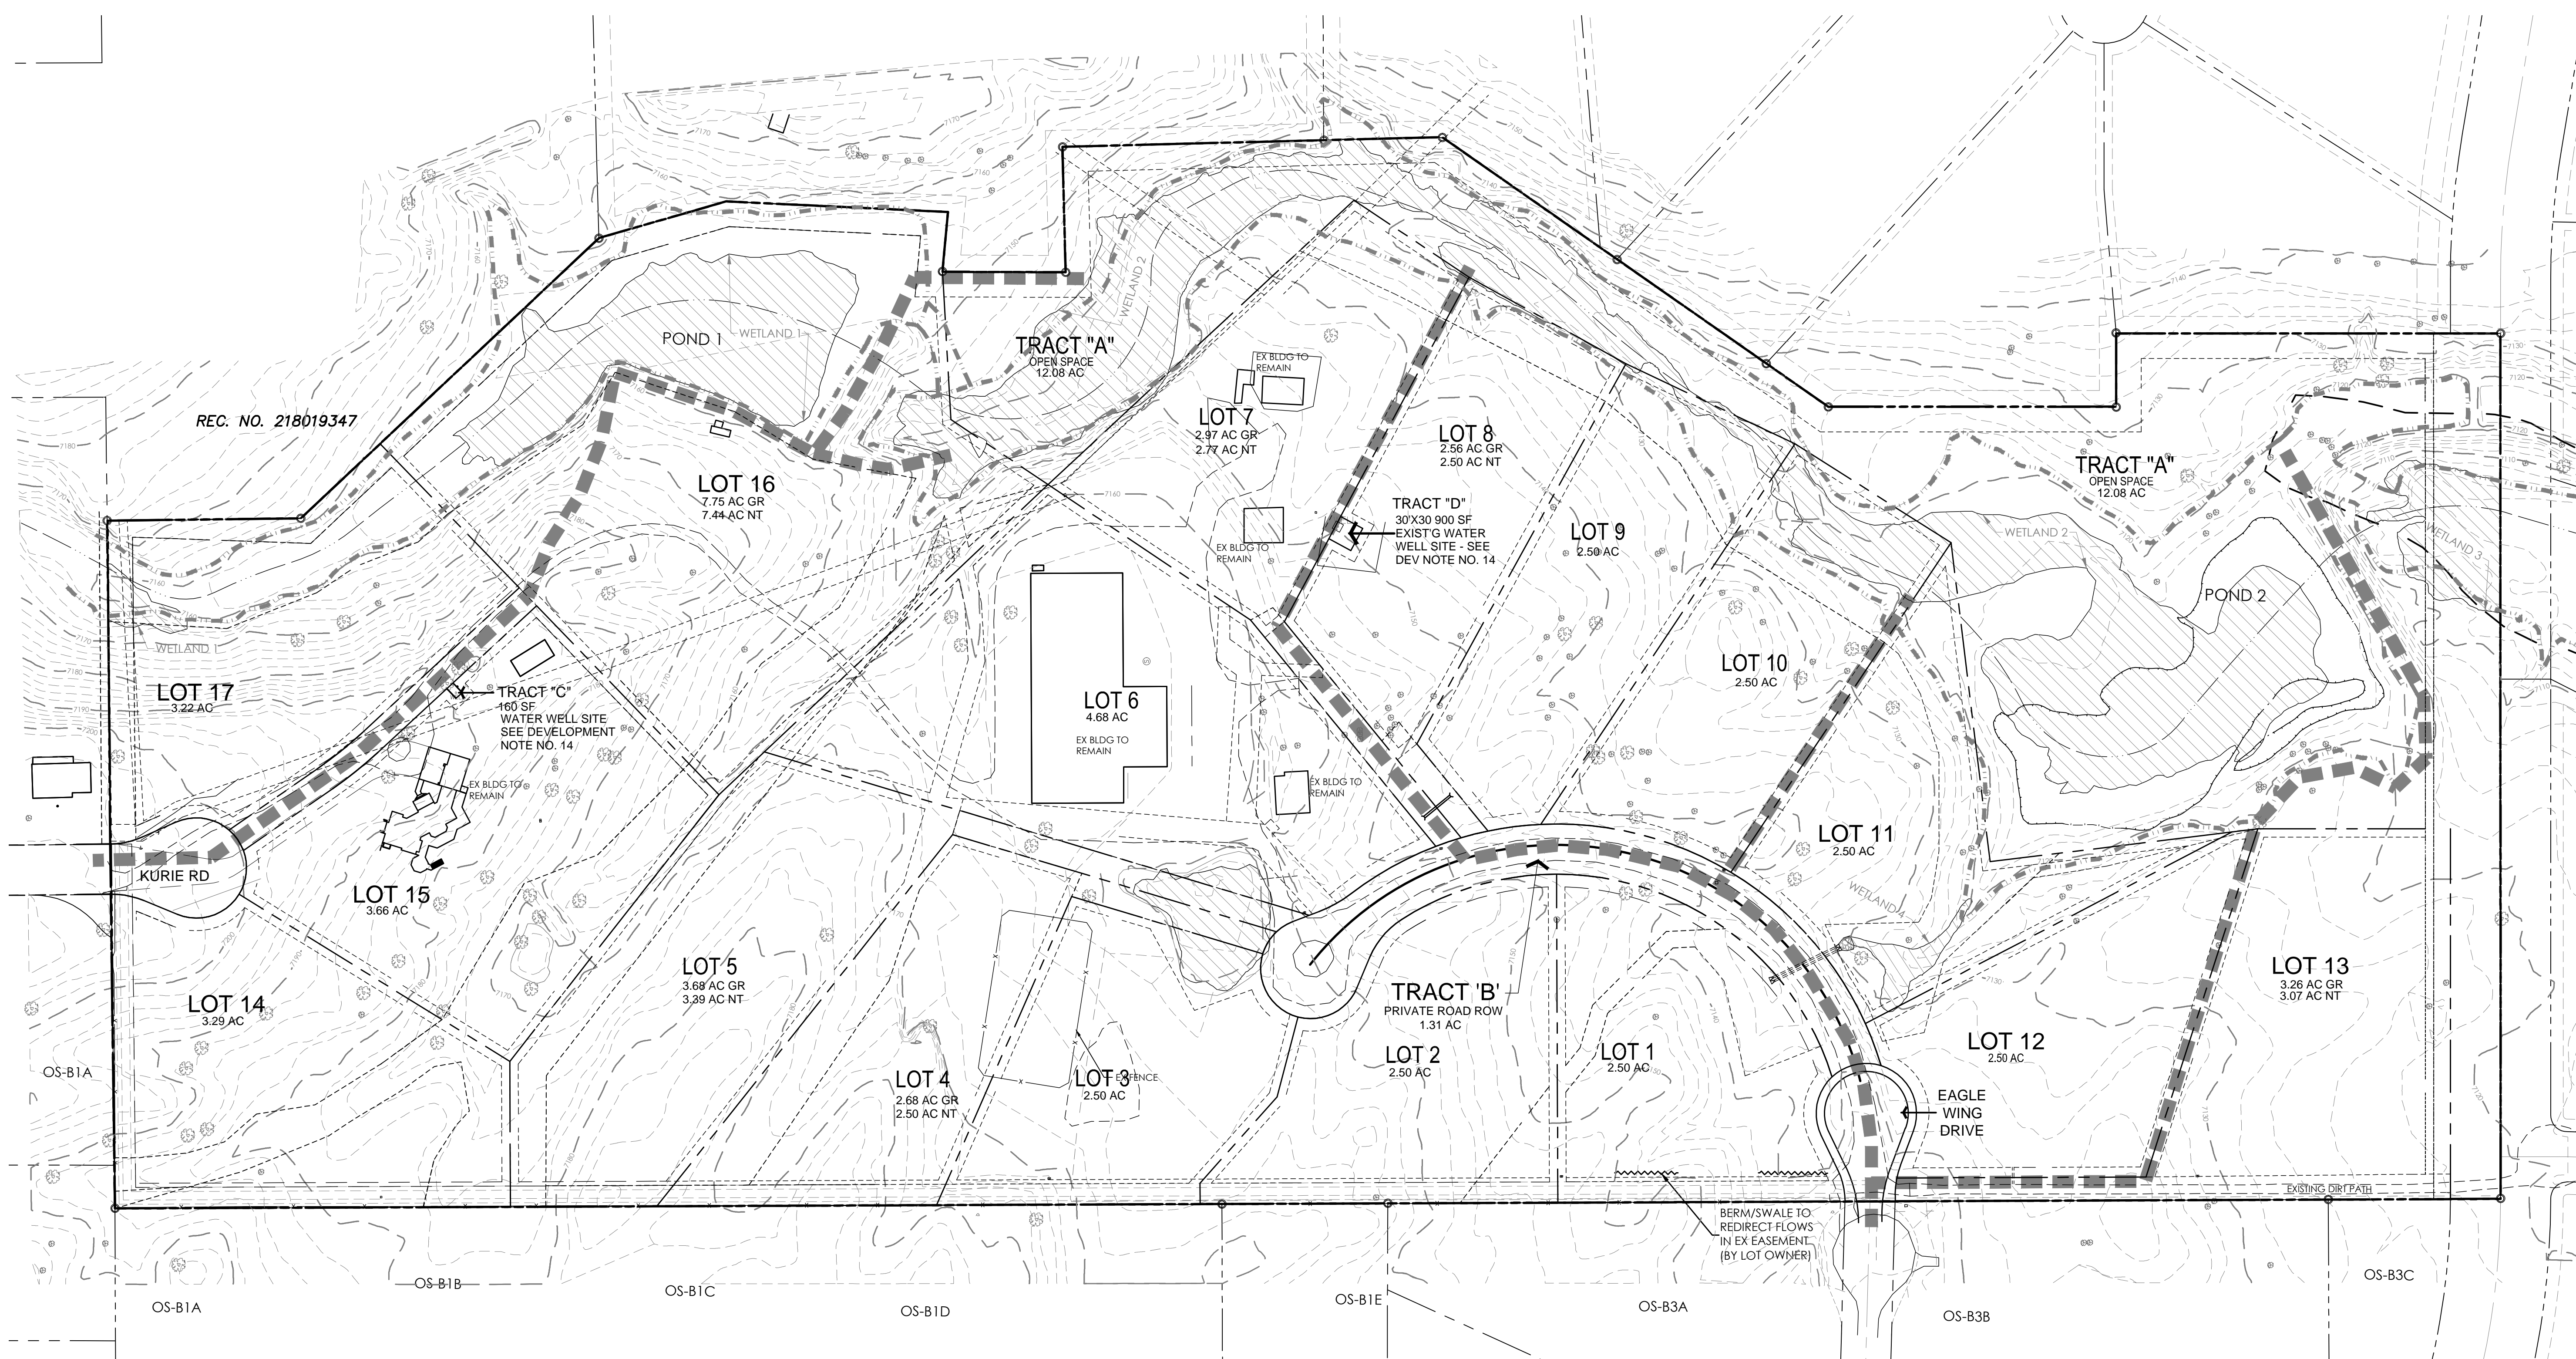 REC. NO. 218019347
POND 1
WETLAND 1
WETLAND 2
TRACT "A"
OPEN SPACE
12.08 AC
LOT 16
7.75 AC GR
7.44 AC NT
EX BLDG TO
REMAIN
LOT 7
2.97 AC GR
2.77 AC NT
EX BLDG TO
REMAIN
LOT 8
2.56 AC GR
2.50 AC NT
TRACT "D"
30'X30 900 SF
EXIST'G WATER
WELL SITE - SEE
DEV NOTE NO. 14
LOT 9
2.50 AC
TRACT "A"
OPEN SPACE
12.08 AC
WETLAND 2
WETLAND 3
POND 2
WETLAND 1
LOT 17
3.22 AC
TRACT "C"
160 SF
WATER WELL SITE
SEE DEVELOPMENT
NOTE NO. 14
LOT 6
4.68 AC
EX BLDG TO
REMAIN
LOT 10
2.50 AC
EX BLDG TO
REMAIN
EX BLDG TO
REMAIN
KURIE RD
LOT 15
3.66 AC
LOT 11
2.50 AC
WETLAND 4
LOT 14
3.29 AC
LOT 5
3.68 AC GR
3.39 AC NT
TRACT 'B'
PRIVATE ROAD ROW
1.31 AC
LOT 13
3.26 AC GR
3.07 AC NT
OS-B1A
LOT 4
2.68 AC GR
2.50 AC NT
LOT 3
2.50 AC
EX FENCE
LOT 2
2.50 AC
LOT 1
2.50 AC
LOT 12
2.50 AC
EAGLE
WING
DRIVE
EXISTING DIRT PATH
BERM/SWALE TO
REDIRECT FLOWS
IN EX EASEMENT
(BY LOT OWNER)
OS-B1A
OS-B1B
OS-B1C
OS-B1D
OS-B1E
OS-B3A
OS-B3B
OS-B3C